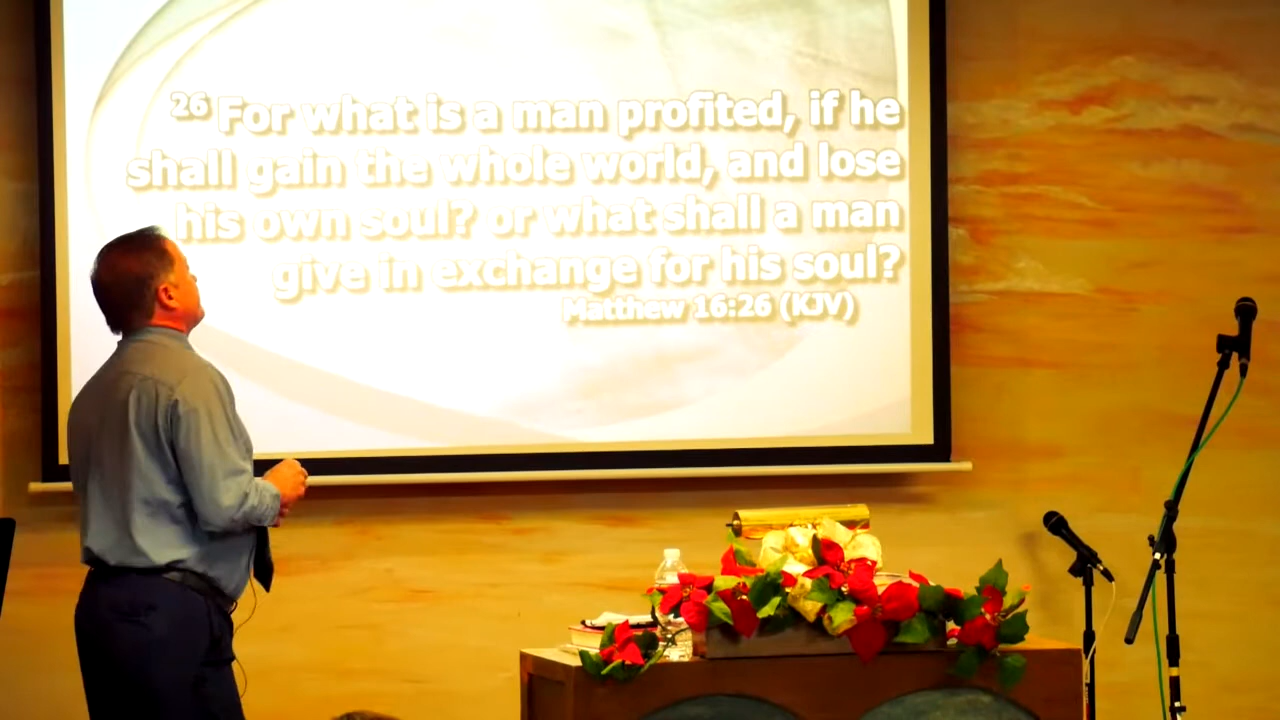 26 For what is a man profited, if he
shall gain the whole world, and lose
his own soul? or what shall a man
give in exchange for his soul?
Matthew 16:26 (KJV)